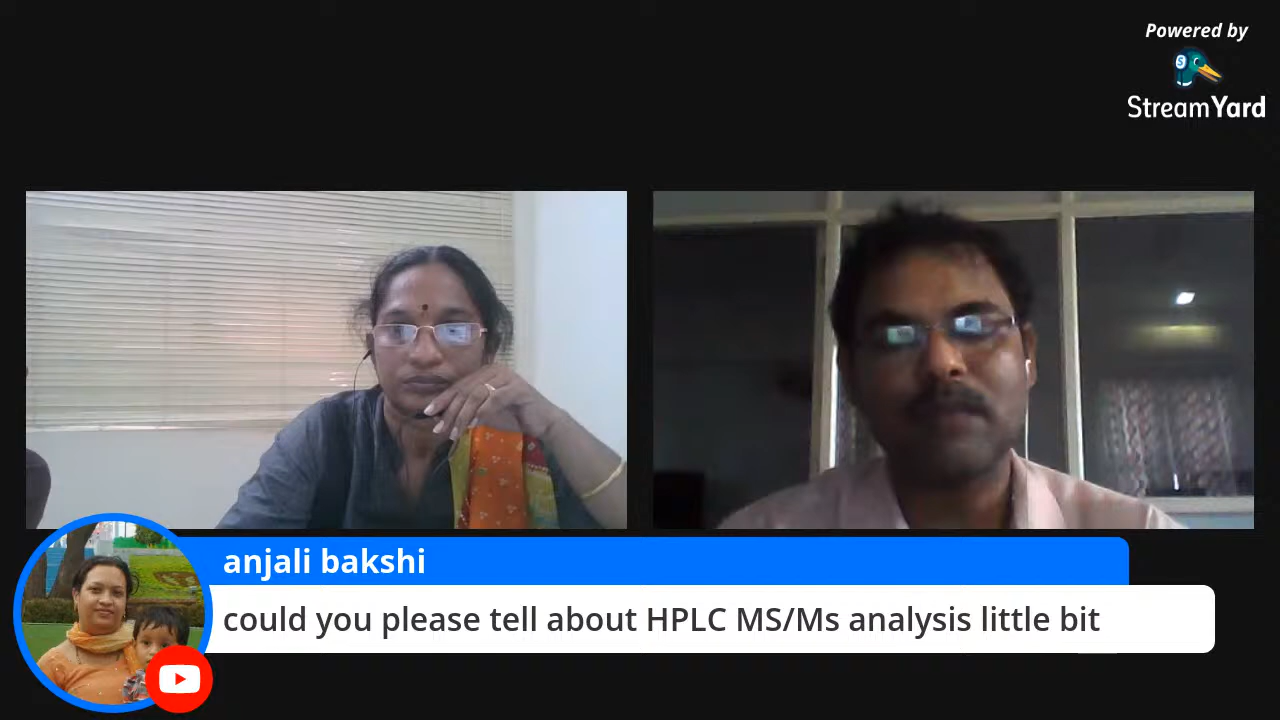 Powered by
StreamYard
anjali bakshi
could you please tell about HPLC MS/Ms analysis little bit